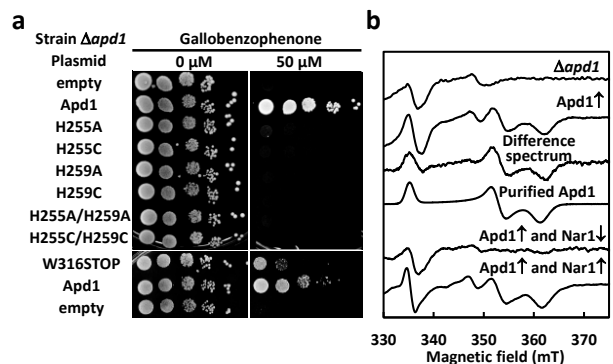 a
Strain Δapd1
Gallobenzophenone
Plasmid
0 µM
50 µM
empty
Apd1
H255A
H255C
H259A
H259C
H255A/H259A
H255C/H259C
W316STOP
Apd1
empty
b
Δapd1
Apd1↑
Difference
spectrum
Purified Apd1
Apd1↑ and Nar1↓
Apd1↑ and Nar1↑
330 340 350 360 370
Magnetic field (mT)